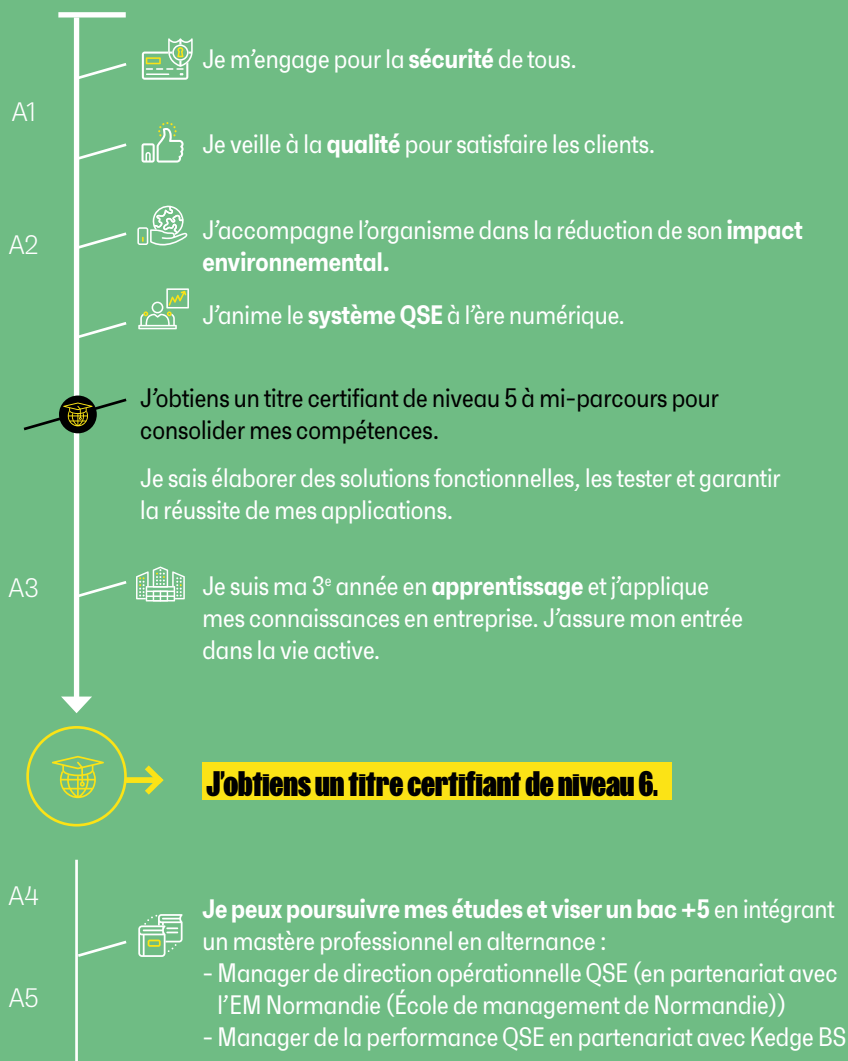 A1
Je m'engage pour la sécurité de tous.
Je veille à la qualité pour satisfaire les clients.
A2
J'accompagne l'organisme dans la réduction de son impact
environnemental.
J'anime le système QSE à l'ère numérique.
J'obtiens un titre certifiant de niveau 5 à mi-parcours pour
consolider mes compétences.
Je sais élaborer des solutions fonctionnelles, les tester et garantir
la réussite de mes applications.
A3
Je suis ma 3e année en apprentissage et j'applique
mes connaissances en entreprise. J'assure mon entrée
dans la vie active.
J'obtiens un titre certifiant de niveau 6.
A4
Je peux poursuivre mes études et viser un bac +5 en intégrant
un mastère professionnel en alternance :
- Manager de direction opérationnelle QSE (en partenariat avec
A5
l'EM Normandie (École de management de Normandie))
- Manager de la performance QSE en partenariat avec Kedge BS